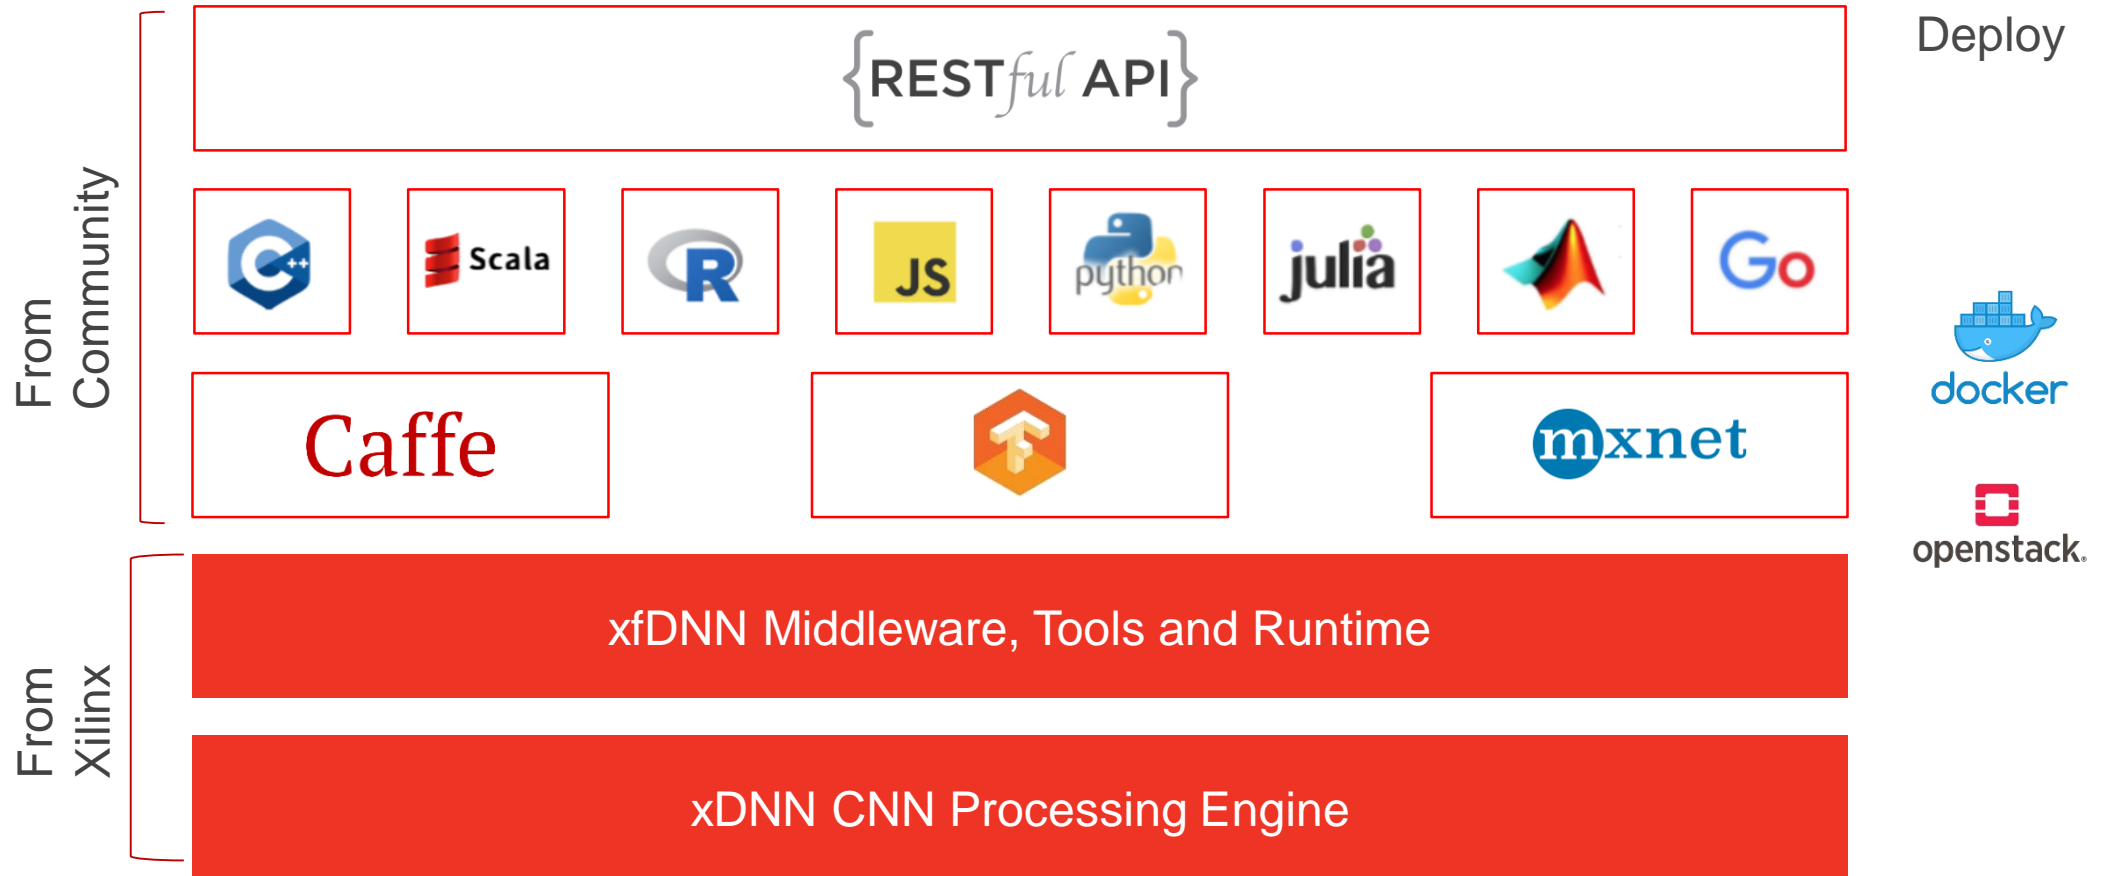 {RESTful API}
Deploy
From
Community
C++
Scala
R
JS
python
julia
Go
docker
Caffe
mxnet
openstack.
xfDNN Middleware, Tools and Runtime
From
Xilinx
xDNN CNN Processing Engine